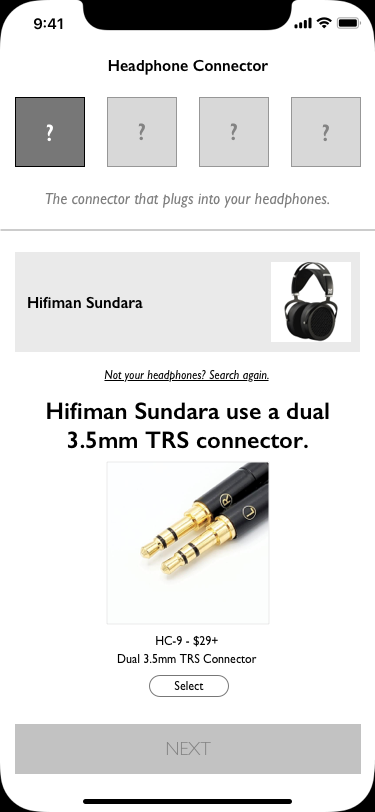 9:41
Headphone Connector
? ? ? ?
The connector that plugs into your headphones.
Hifiman Sundara
Not your headphones? Search again.
Hifiman Sundara use a dual
3.5mm TRS connector.
R
L
HC-9 - $29+
Dual 3.5mm TRS Connector
Select
NEXT